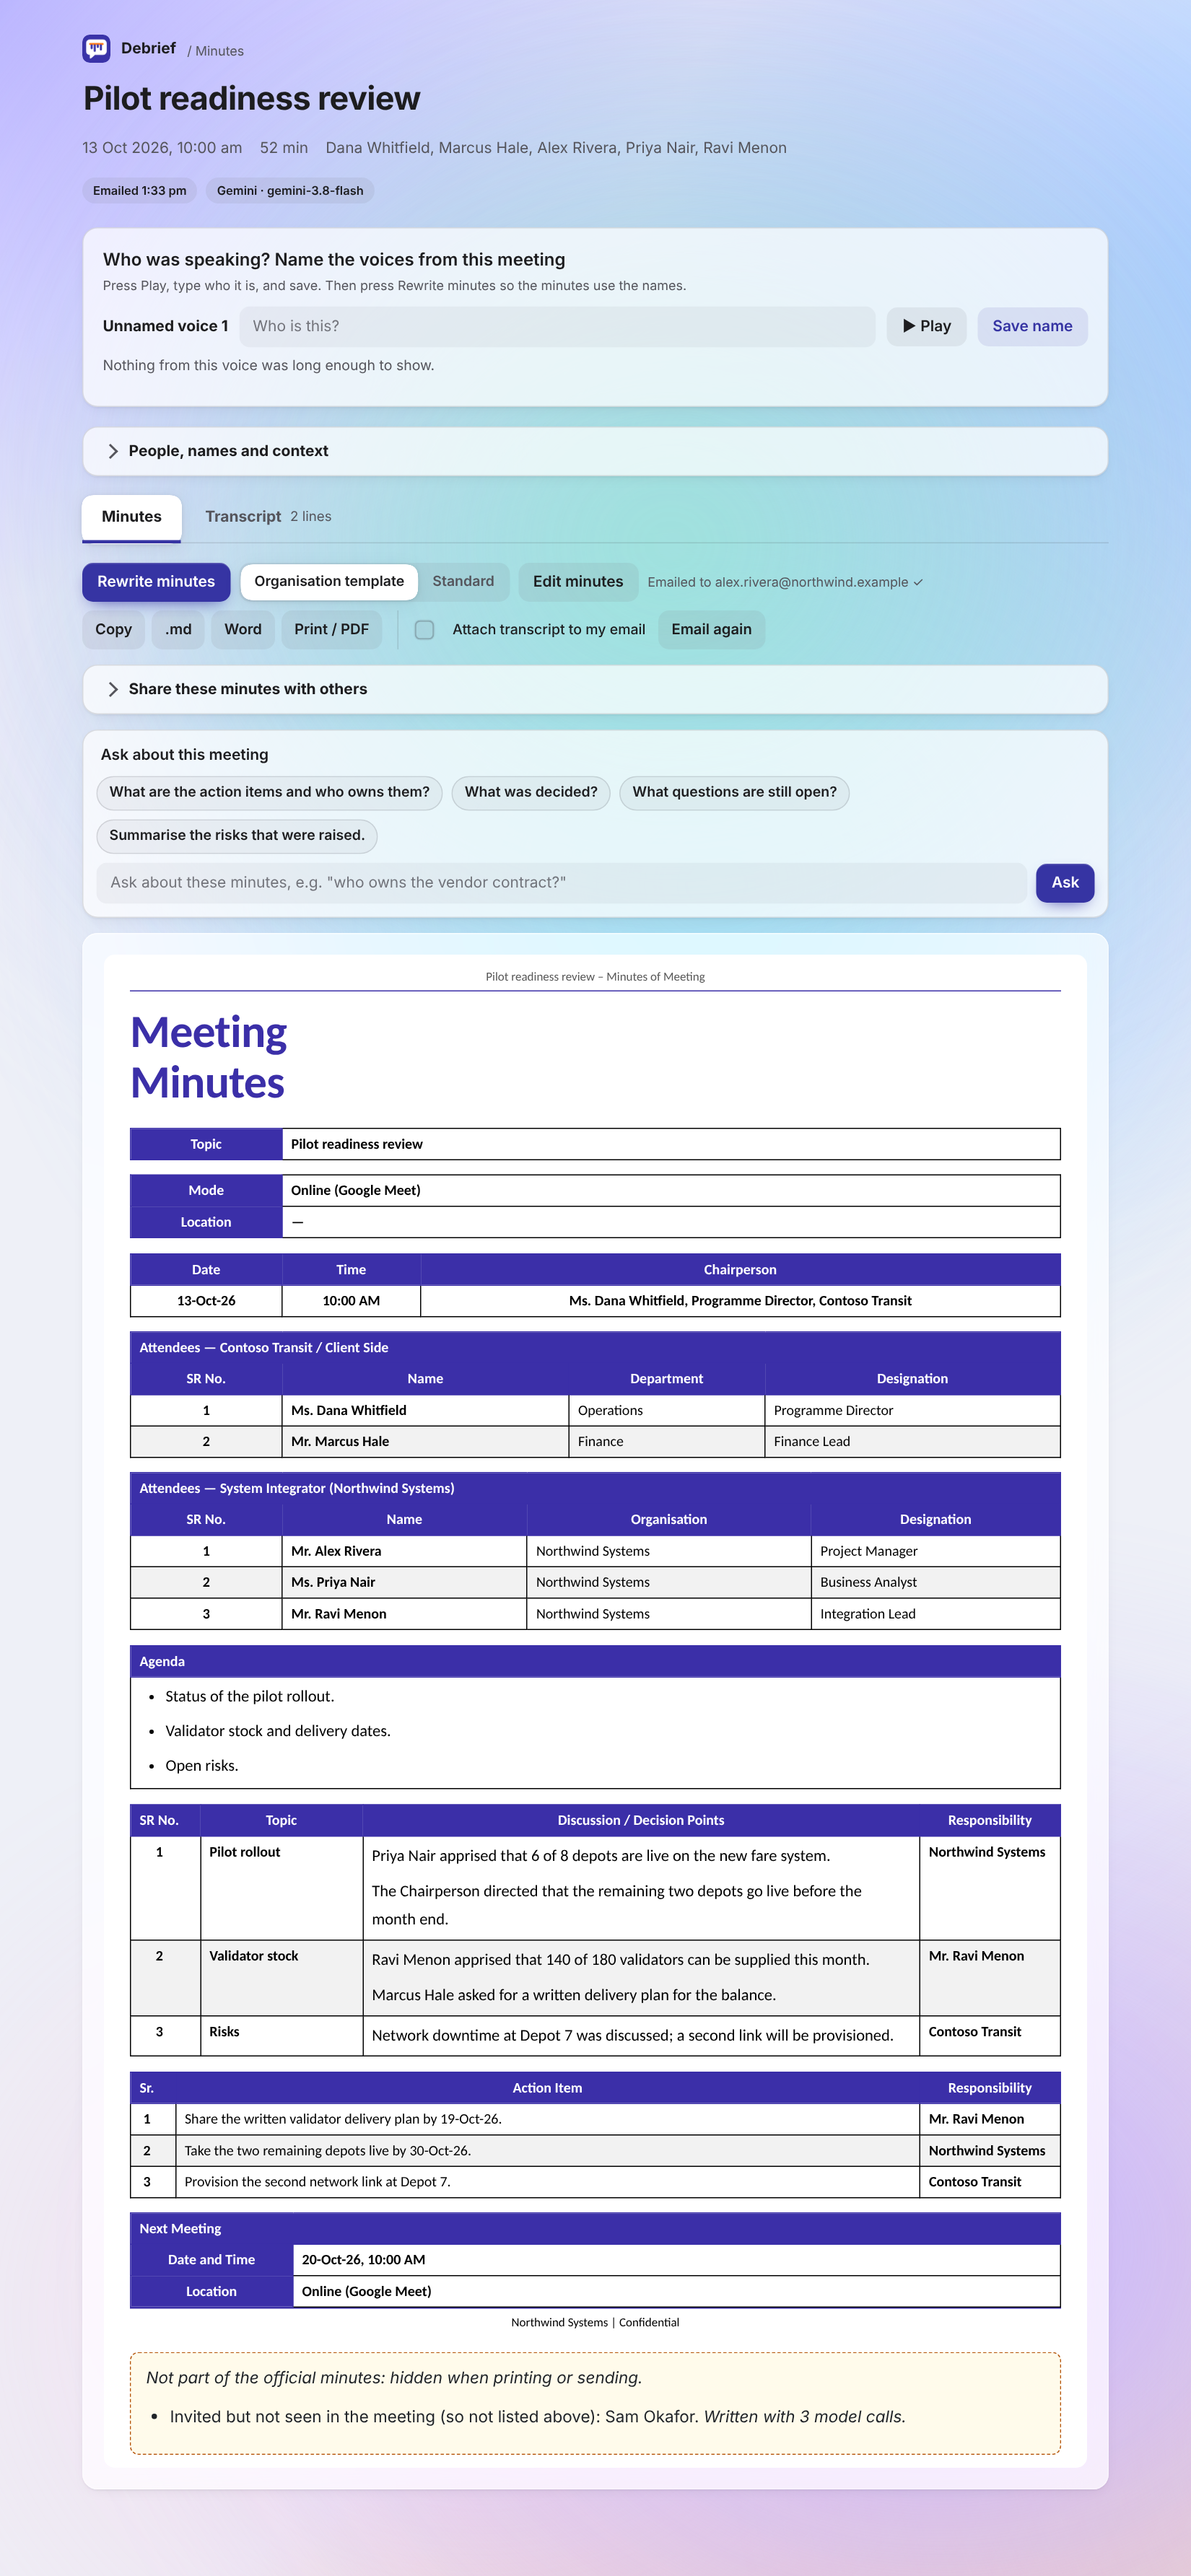 Debrief / Minutes
Pilot readiness review
13 Oct 2026, 10:00 am 52 min Dana Whitfield, Marcus Hale, Alex Rivera, Priya Nair, Ravi Menon
Emailed 1:33 pm Gemini · gemini-3.8-flash
Who was speaking? Name the voices from this meeting
Press Play, type who it is, and save. Then press Rewrite minutes so the minutes use the names.
Unnamed voice 1 Who is this? ▶ Play Save name
Nothing from this voice was long enough to show.
People, names and context
Minutes Transcript 2 lines
Rewrite minutes Organisation template Standard Edit minutes Emailed to alex.rivera@northwind.example ✓
Copy .md Word Print / PDF Attach transcript to my email Email again
Share these minutes with others
Ask about this meeting
What are the action items and who owns them? What was decided? What questions are still open?
Summarise the risks that were raised.
Ask about these minutes, e.g. "who owns the vendor contract?" Ask
Pilot readiness review – Minutes of Meeting
Meeting
Minutes
Topic Pilot readiness review
Mode Online (Google Meet)
Location —
Date Time Chairperson
13-Oct-26 10:00 AM Ms. Dana Whitfield, Programme Director, Contoso Transit
Attendees — Contoso Transit / Client Side
SR No. Name Department Designation
1 Ms. Dana Whitfield Operations Programme Director
2 Mr. Marcus Hale Finance Finance Lead
Attendees — System Integrator (Northwind Systems)
SR No. Name Organisation Designation
1 Mr. Alex Rivera Northwind Systems Project Manager
2 Ms. Priya Nair Northwind Systems Business Analyst
3 Mr. Ravi Menon Northwind Systems Integration Lead
Agenda
• Status of the pilot rollout.
• Validator stock and delivery dates.
• Open risks.
SR No. Topic Discussion / Decision Points Responsibility
1 Pilot rollout Priya Nair apprised that 6 of 8 depots are live on the new fare system. Northwind Systems
The Chairperson directed that the remaining two depots go live before the
month end.
2 Validator stock Ravi Menon apprised that 140 of 180 validators can be supplied this month. Mr. Ravi Menon
Marcus Hale asked for a written delivery plan for the balance.
3 Risks Network downtime at Depot 7 was discussed; a second link will be provisioned. Contoso Transit
Sr. Action Item Responsibility
1 Share the written validator delivery plan by 19-Oct-26. Mr. Ravi Menon
2 Take the two remaining depots live by 30-Oct-26. Northwind Systems
3 Provision the second network link at Depot 7. Contoso Transit
Next Meeting
Date and Time 20-Oct-26, 10:00 AM
Location Online (Google Meet)
Northwind Systems | Confidential
Not part of the official minutes: hidden when printing or sending.
• Invited but not seen in the meeting (so not listed above): Sam Okafor. Written with 3 model calls.